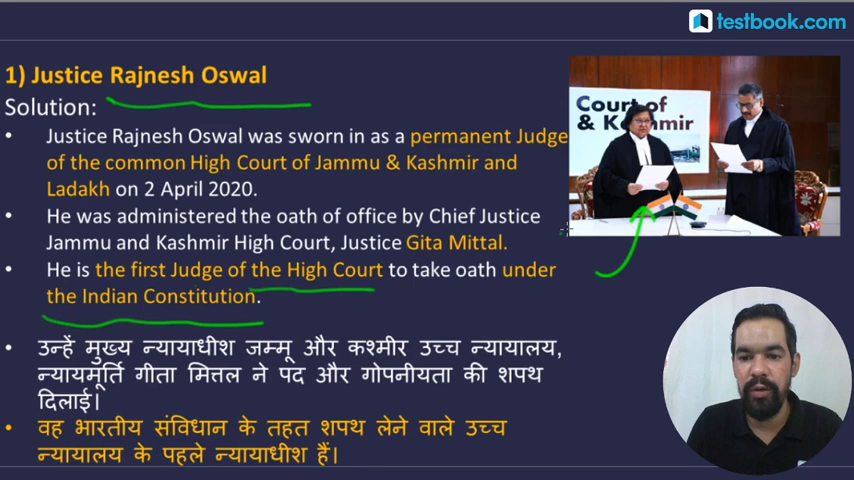 testbook.com
1) Justice Rajnesh Oswal
Solution:
• Justice Rajnesh Oswal was sworn in as a permanent Judge
of the common High Court of Jammu & Kashmir and
Ladakh on 2 April 2020.
• He was administered the oath of office by Chief Justice
Jammu and Kashmir High Court, Justice Gita Mittal.
• He is the first Judge of the High Court to take oath under
the Indian Constitution.
• उन्हें मुख्य न्यायाधीश जम्मू और कश्मीर उच्च न्यायालय,
न्यायमूर्ति गीता मित्तल ने पद और गोपनीयता की शपथ
दिलाई।
• वह भारतीय संविधान के तहत शपथ लेने वाले उच्च
न्यायालय के पहले न्यायाधीश हैं।
Court of
& Kashmir